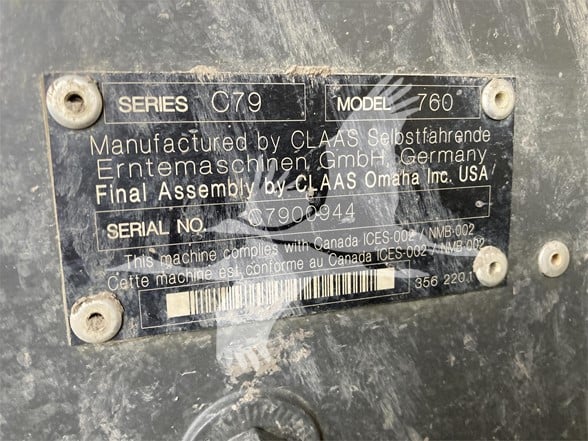 SERIES C79 MODEL 760
Manufactured by CLAAS Selbstfahrende
Erntemaschinen GmbH, Germany
Final Assembly by CLAAS Omaha Inc. USA
SERIAL NO. C7900944
This machine complies with Canada ICES-002 / NMB-002
Cette machine est conforme au Canada ICES-002 / NMB-002
356 220.1